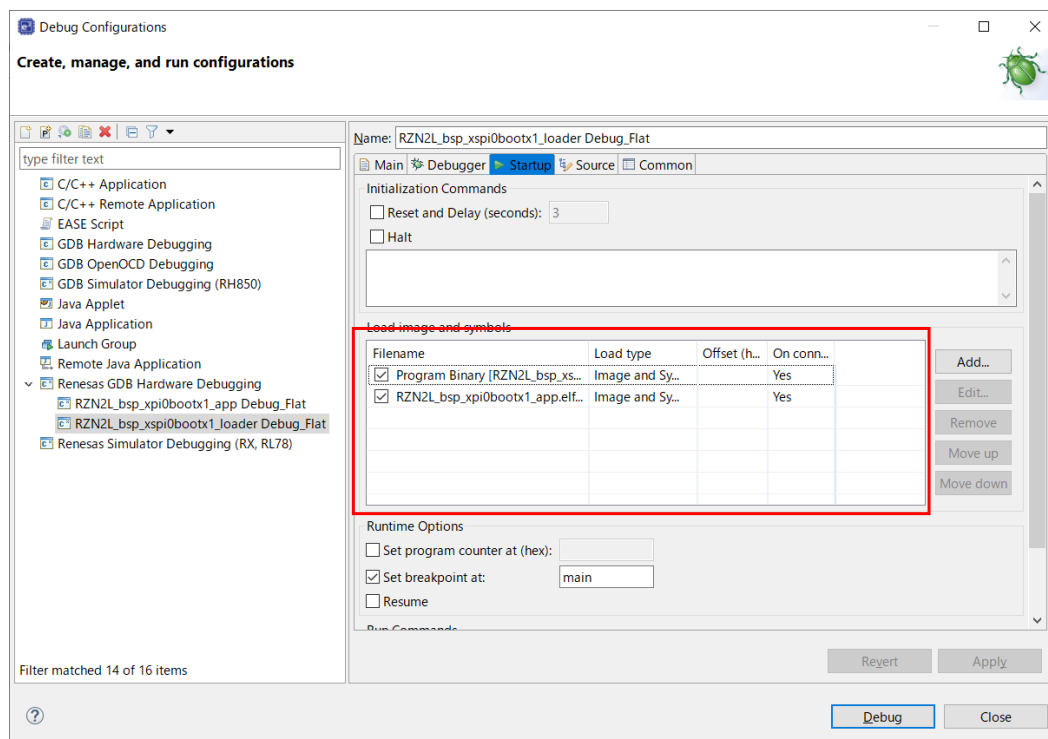 Debug Configurations
Create, manage, and run configurations
type filter text
C/C++ Application
C/C++ Remote Application
EASE Script
GDB Hardware Debugging
GDB OpenOCD Debugging
GDB Simulator Debugging (RH850)
Java Applet
Java Application
Launch Group
Remote Java Application
Renesas GDB Hardware Debugging
RZN2L_bsp_xpi0bootx1_app Debug_Flat
RZN2L_bsp_xspi0bootx1_loader Debug_Flat
Renesas Simulator Debugging (RX, RL78)
Filter matched 14 of 16 items
Name: RZN2L_bsp_xspi0bootx1_loader Debug_Flat
Main Debugger Startup Source Common
Initialization Commands
Reset and Delay (seconds): 3
Halt
Load image and symbols
Filename Load type Offset (h... On conn...
Program Binary [RZN2L_bsp_xs... Image and Sy... Yes
RZN2L_bsp_xpi0bootx1_app.elf... Image and Sy... Yes
Add...
Edit...
Remove
Move up
Move down
Runtime Options
Set program counter at (hex):
Set breakpoint at: main
Resume
Run Commands
Revert Apply
? Debug Close